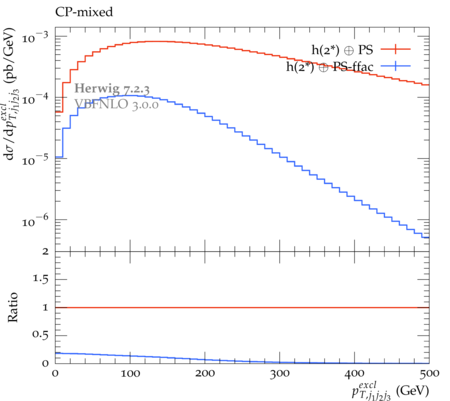 CP-mixed
h(2*) ⊕ PS
h(2*) ⊕ PS-ffac
Herwig 7.2.3
VBFNLO 3.0.0
dσ/dp^{excl}_{T,j₁j₂j₃} (pb/GeV)
10⁻³
10⁻⁴
10⁻⁵
10⁻⁶
Ratio
2
1.5
1
0.5
0
0 100 200 300 400 500
p^{excl}_{T,j₁j₂j₃} (GeV)